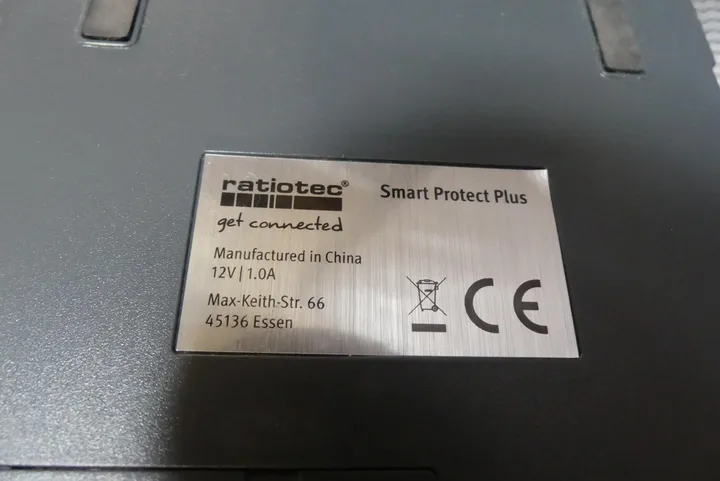 ratiotec®
Smart Protect Plus
get connected
Manufactured in China
12V | 1.0A
Max-Keith-Str. 66
45136 Essen
CE